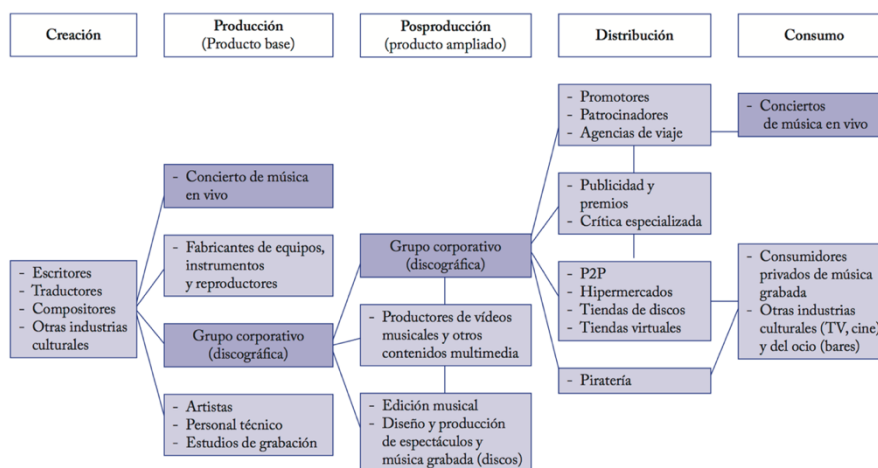 Creación
Producción
(Producto base)
Posproducción
(producto ampliado)
Distribución
Consumo
- Escritores
- Traductores
- Compositores
- Otras industrias
culturales
- Concierto de música
en vivo
- Fabricantes de equipos,
instrumentos
y reproductores
Grupo corporativo
(discográfica)
- Artistas
- Personal técnico
- Estudios de grabación
Grupo corporativo
(discográfica)
- Productores de vídeos
musicales y otros
contenidos multimedia
- Edición musical
- Diseño y producción
de espectáculos y
música grabada (discos)
- Promotores
- Patrocinadores
- Agencias de viaje
- Publicidad y
premios
- Crítica especializada
- P2P
- Hipermercados
- Tiendas de discos
- Tiendas virtuales
- Piratería
- Conciertos
de música en vivo
- Consumidores
privados de música
grabada
- Otras industrias
culturales (TV, cine)
y del ocio (bares)